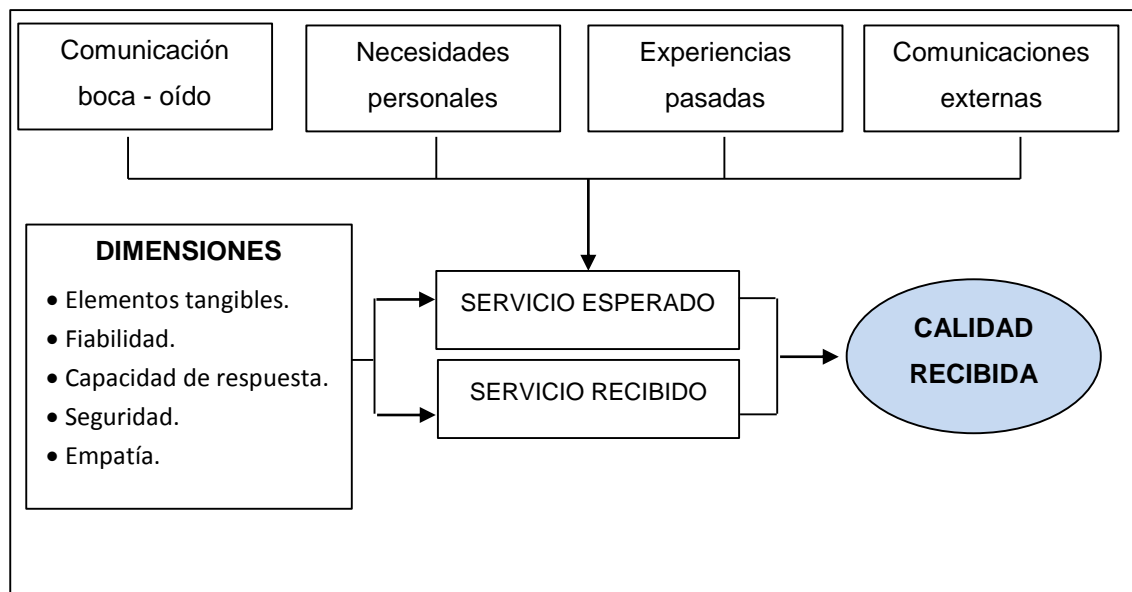 Comunicación
boca - oído
Necesidades
personales
Experiencias
pasadas
Comunicaciones
externas
DIMENSIONES
• Elementos tangibles.
• Fiabilidad.
• Capacidad de respuesta.
• Seguridad.
• Empatía.
SERVICIO ESPERADO
SERVICIO RECIBIDO
CALIDAD
RECIBIDA